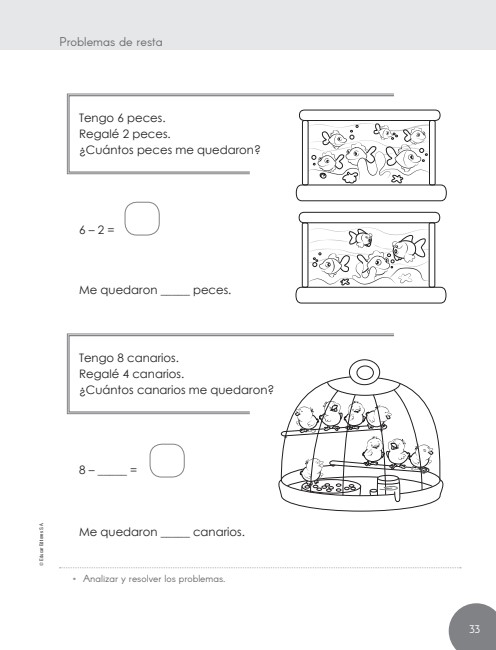 Problemas de resta
Tengo 6 peces.
Regalé 2 peces.
¿Cuántos peces me quedaron?
6 – 2 =
Me quedaron _____ peces.
Tengo 8 canarios.
Regalé 4 canarios.
¿Cuántos canarios me quedaron?
8 – _____ =
Me quedaron _____ canarios.
© Educar Editores S.A.
• Analizar y resolver los problemas.
33